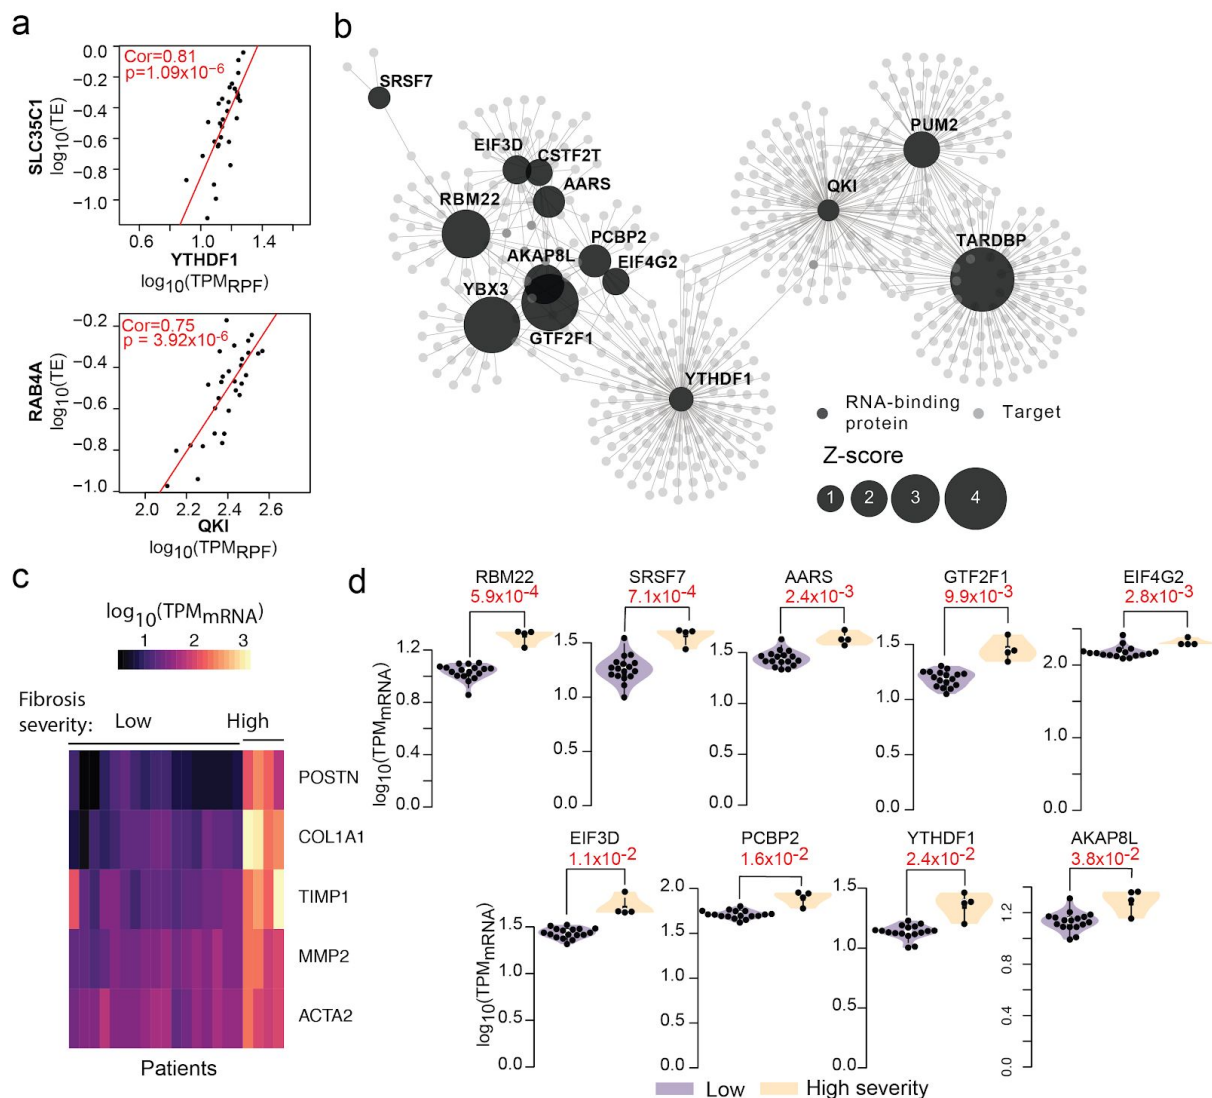 a
Cor=0.81
p=1.09x10⁻⁶
SLC35C1
log10(TE)
0.0
−0.2
−0.4
−0.6
−0.8
−1.0
0.6 1.0 1.4
YTHDF1
log10(TPMRPF)
Cor=0.75
p = 3.92x10⁻⁶
RAB4A
log10(TE)
−0.2
−0.4
−0.6
−0.8
−1.0
2.0 2.2 2.4 2.6
QKI
log10(TPMRPF)
b
SRSF7
EIF3D
CSTF2T
AARS
RBM22
PCBP2
AKAP8L
EIF4G2
YBX3
GTF2F1
YTHDF1
QKI
PUM2
TARDBP
RNA-binding
protein
Target
Z-score
1 2 3 4
c
log10(TPMmRNA)
1 2 3
Fibrosis
severity:
Low High
POSTN
COL1A1
TIMP1
MMP2
ACTA2
Patients
d
log10(TPMmRNA)
RBM22
5.9x10⁻⁴
1.2
0.8
0.4
0.0
SRSF7
7.1x10⁻⁴
1.5
1.0
0.5
0.0
AARS
2.4x10⁻³
1.5
1.0
0.5
0.0
GTF2F1
9.9x10⁻³
1.5
1.0
0.5
0.0
EIF4G2
2.8x10⁻³
2.0
1.0
0.0
log10(TPMmRNA)
EIF3D
1.1x10⁻²
1.5
1.0
0.5
0.0
PCBP2
1.6x10⁻²
2.0
1.5
1.0
0.0
YTHDF1
2.4x10⁻²
1.5
1.0
0.5
0.0
AKAP8L
3.8x10⁻²
1.2
0.8
0.4
0.0
Low High severity